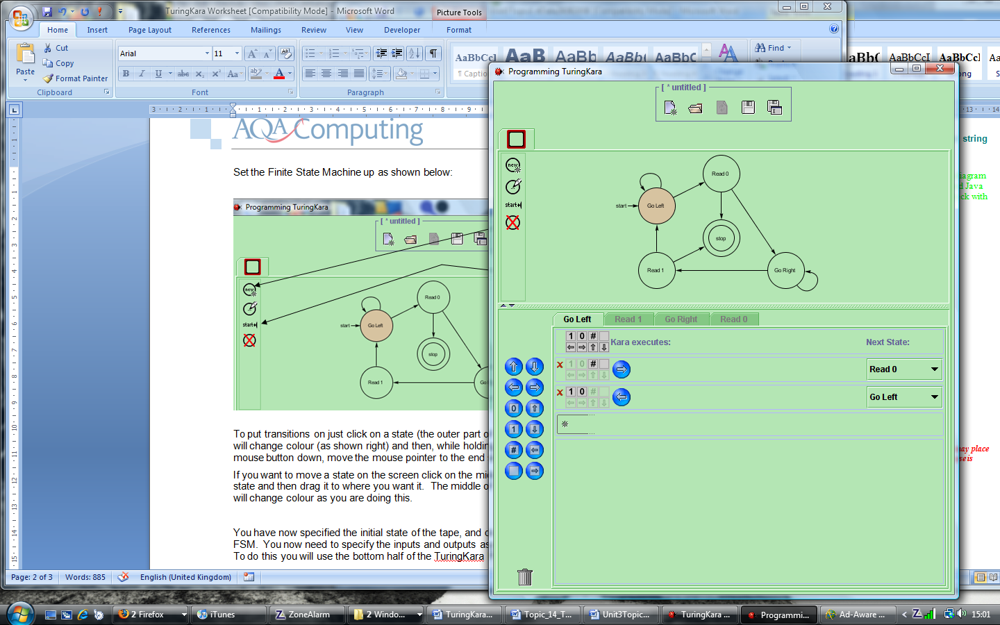 TuringKara Worksheet [Compatibility Mode] - Microsoft Word
Picture Tools
Home Insert Page Layout References Mailings Review View Developer Format
Paste
Cut
Copy
Format Painter
Clipboard
Arial 11
Font
Paragraph
AaBbCcI AaB AaBb AaBbCc AaBbC
¶ Captio
Find
AQA Computing
Set the Finite State Machine up as shown below:
Programming TuringKara
[ * untitled ]
new
start
start
Go Left
Read 0
stop
Read 1
To put transitions on just click on a state (the outer part o
will change colour (as shown right) and then, while holdin
mouse button down, move the mouse pointer to the end
If you want to move a state on the screen click on the mid
state and then drag it to where you want it. The middle o
will change colour as you are doing this.
You have now specified the initial state of the tape, and d
FSM. You now need to specify the inputs and outputs as
To do this you will use the bottom half of the TuringKara
Page: 2 of 3 Words: 885 English (United Kingdom)
Programming TuringKara
[ * untitled ]
new
start
start
Go Left
Read 0
stop
Read 1
Go Right
Go Left Read 1 Go Right Read 0
1 0 #
Kara executes: Next State:
1 0 # Read 0
1 0 # Go Left
0
1
#
string
iagram
d Java
ck with
may place
se is
2 Firefox iTunes ZoneAlarm 2 Windo... TuringKara... Topic_14_T... Unit3Topic... TuringKara ... Programmi... Ad-Aware ... 15:01